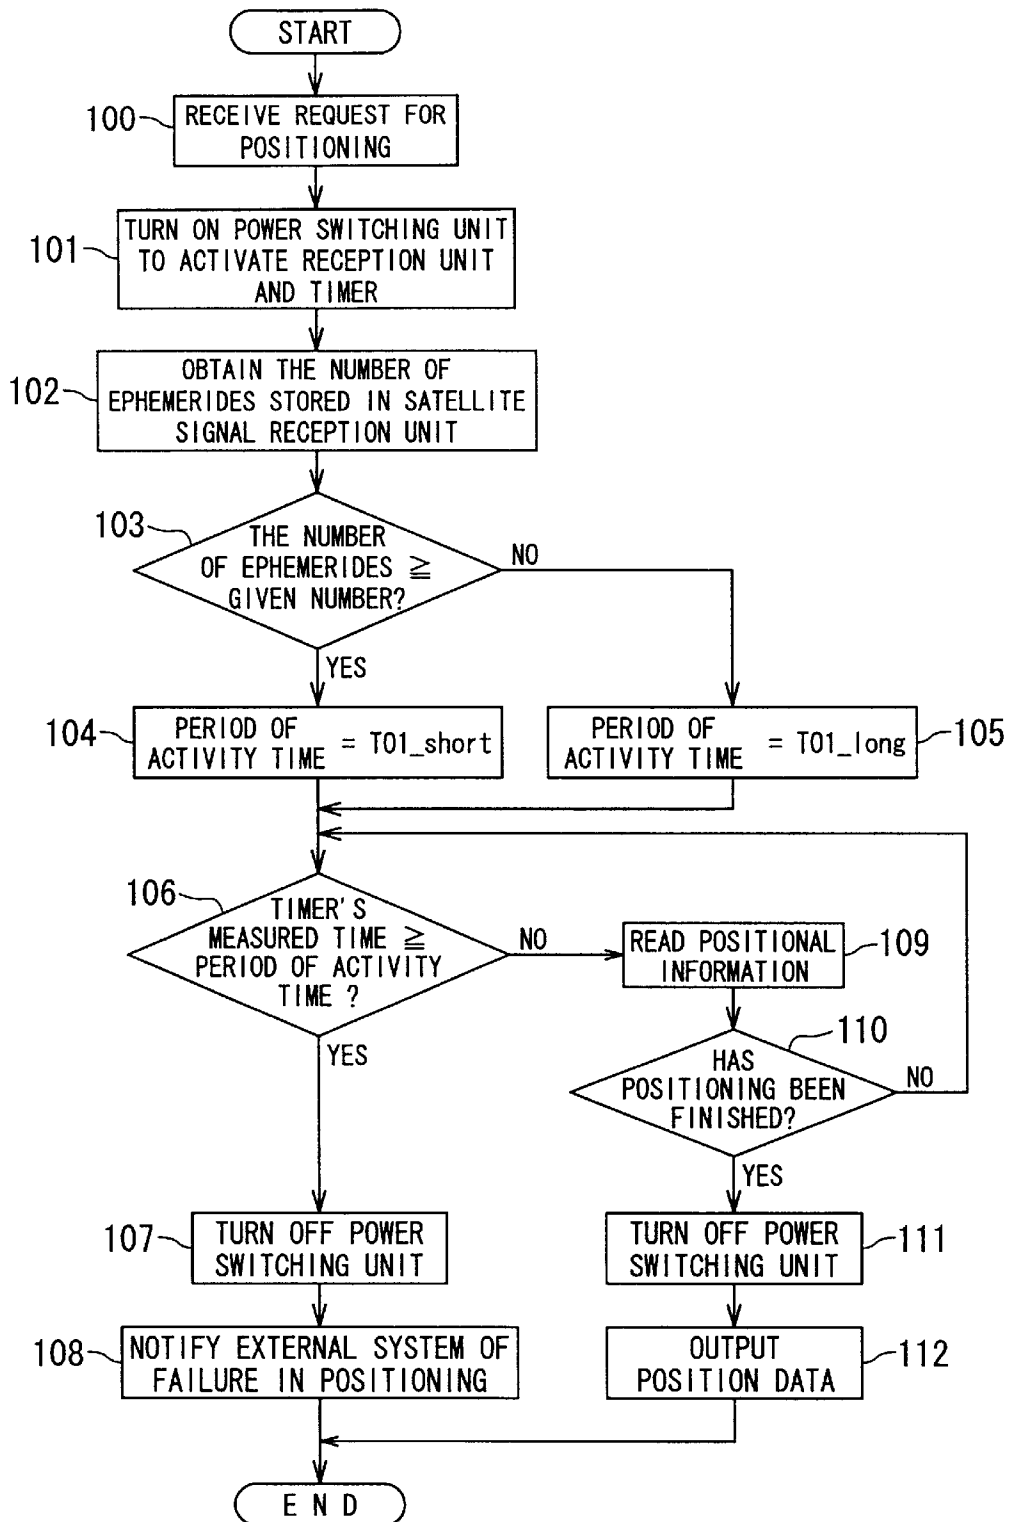 START
100
RECEIVE REQUEST FOR
POSITIONING
101
TURN ON POWER SWITCHING UNIT
TO ACTIVATE RECEPTION UNIT
AND TIMER
102
OBTAIN THE NUMBER OF
EPHEMERIDES STORED IN SATELLITE
SIGNAL RECEPTION UNIT
103
THE NUMBER
OF EPHEMERIDES ≧
GIVEN NUMBER?
NO
YES
104
PERIOD OF
ACTIVITY TIME = T01_short
PERIOD OF
ACTIVITY TIME = T01_long
105
106
TIMER'S
MEASURED TIME ≧
PERIOD OF ACTIVITY
TIME ?
NO
YES
READ POSITIONAL
INFORMATION
109
110
HAS
POSITIONING BEEN
FINISHED?
NO
YES
107
TURN OFF POWER
SWITCHING UNIT
TURN OFF POWER
SWITCHING UNIT
111
108
NOTIFY EXTERNAL SYSTEM OF
FAILURE IN POSITIONING
OUTPUT
POSITION DATA
112
END